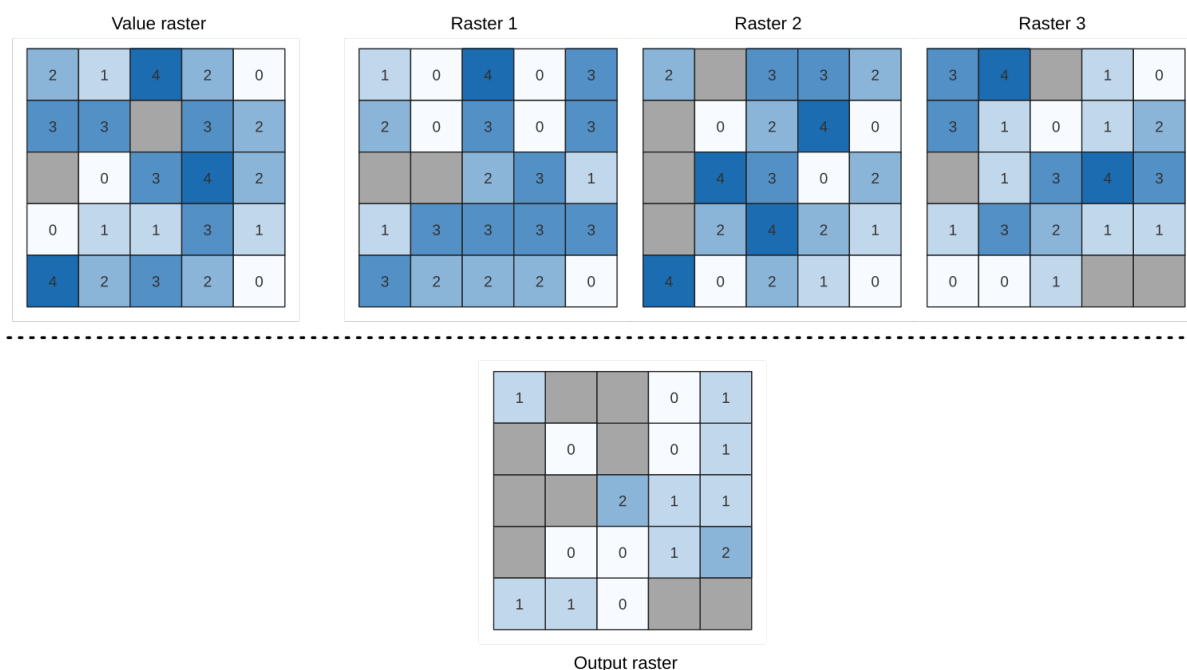 Value raster Raster 1 Raster 2 Raster 3
2 1 4 2 0 1 0 4 0 3 2 3 3 2 3 4 1 0
3 3 3 2 2 0 3 0 3 0 2 4 0 3 1 0 1 2
0 3 4 2 2 3 1 4 3 0 2 1 3 4 3
0 1 1 3 1 1 3 3 3 3 2 4 2 1 1 3 2 1 1
4 2 3 2 0 3 2 2 2 0 4 0 2 1 0 0 0 1
1 0 1
0 0 1
2 1 1
0 0 1 2
1 1 0
Output raster